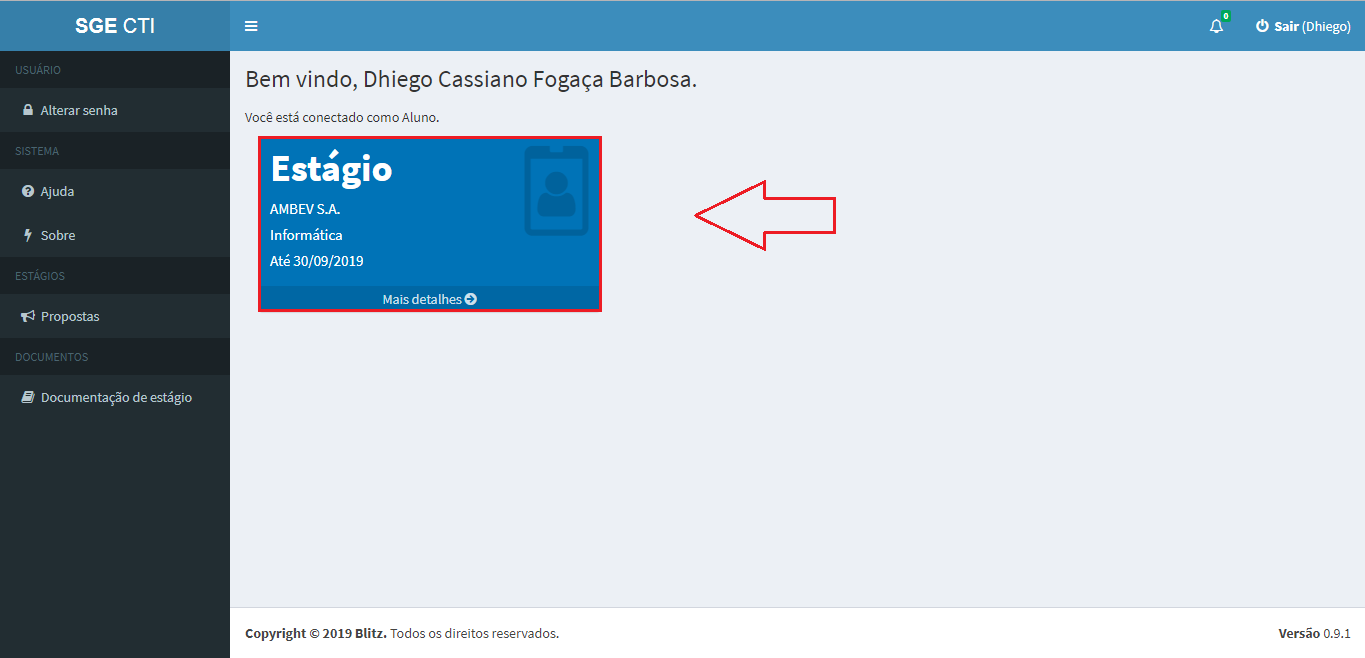 SGE CTI
0
Sair (Dhiego)
USUÁRIO
Alterar senha
SISTEMA
Ajuda
Sobre
ESTÁGIOS
Propostas
DOCUMENTOS
Documentação de estágio
Bem vindo, Dhiego Cassiano Fogaça Barbosa.
Você está conectado como Aluno.
Estágio
AMBEV S.A.
Informática
Até 30/09/2019
Mais detalhes
Copyright © 2019 Blitz. Todos os direitos reservados.
Versão 0.9.1